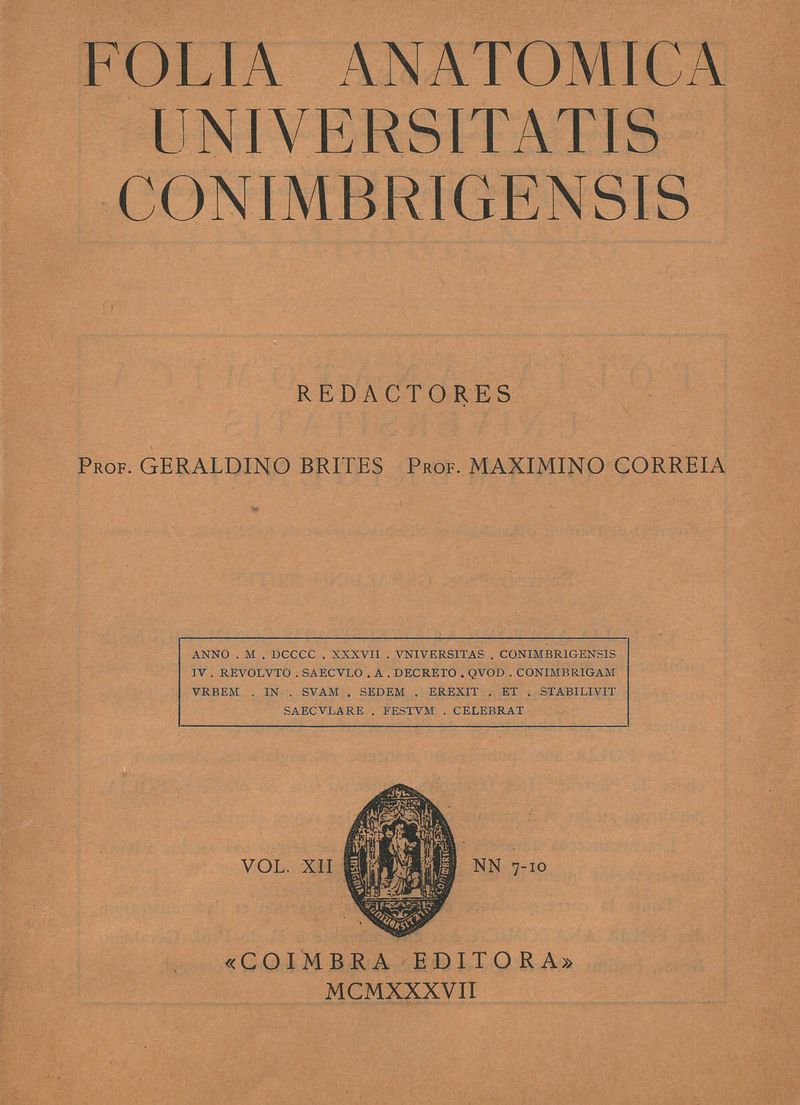 FOLIA ANATOMICA
UNIVERSITATIS
CONIMBRIGENSIS
REDACTORES
PROF. GERALDINO BRITES PROF. MAXIMINO CORREIA
ANNO . M . DCCCC . XXXVII . VNIVERSITAS . CONIMBRIGENSIS
IV . REVOLVTO . SAECVLO . A . DECRETO . QVOD . CONIMBRIGAM
VRBEM . IN . SVAM . SEDEM . EREXIT . ET . STABILIVIT
SAECVLARE . FESTVM . CELEBRAT
VOL. XII
INSIGNIA
UNIVERSITATIS
NN 7-10
«COIMBRA EDITORA»
MCMXXXVII